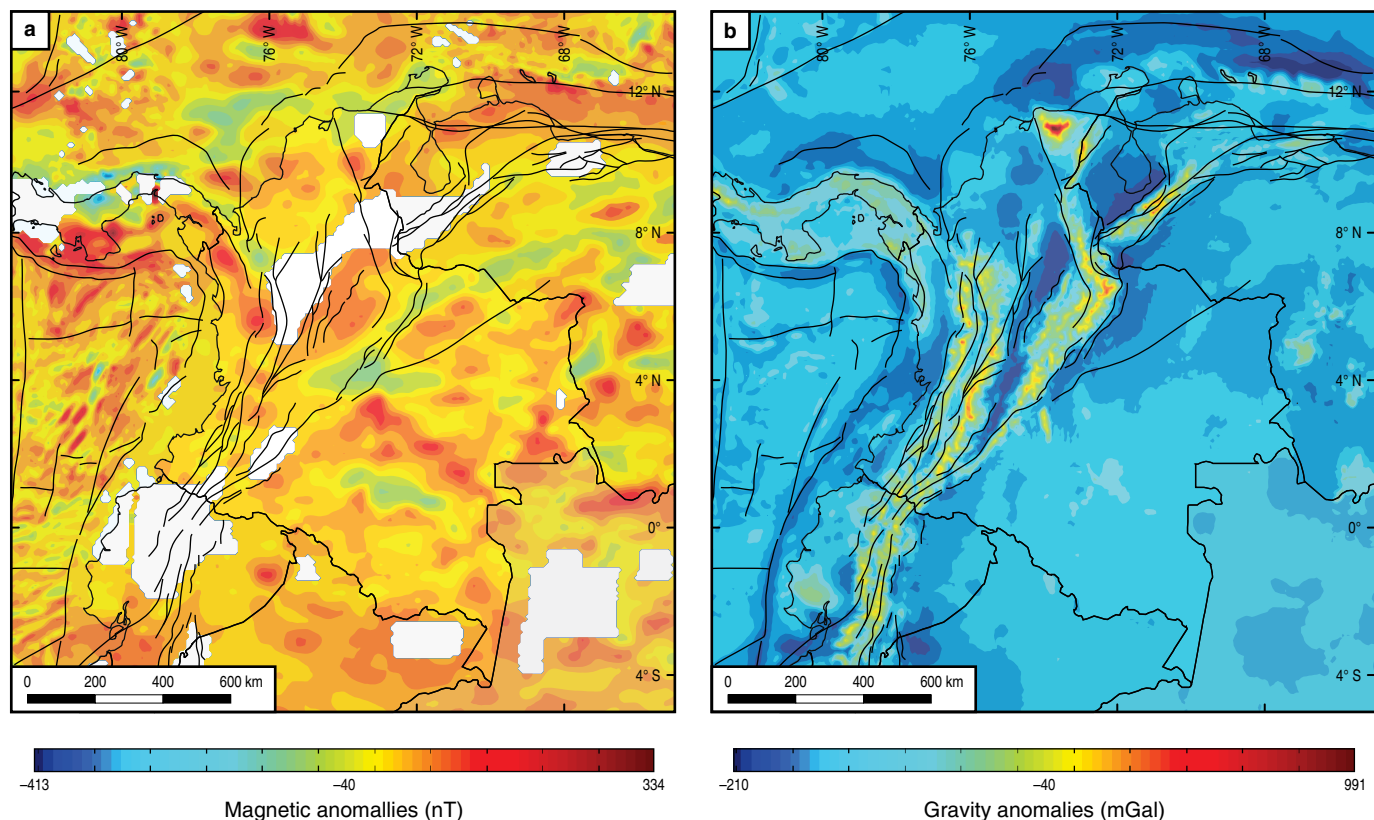 a
80° W
76° W
72° W
68° W
12° N
8° N
4° N
0°
4° S
0 200 400 600 km
–413 –40 334
Magnetic anomallies (nT)
b
80° W
76° W
72° W
68° W
12° N
8° N
4° N
0°
4° S
0 200 400 600 km
–210 –40 991
Gravity anomalies (mGal)